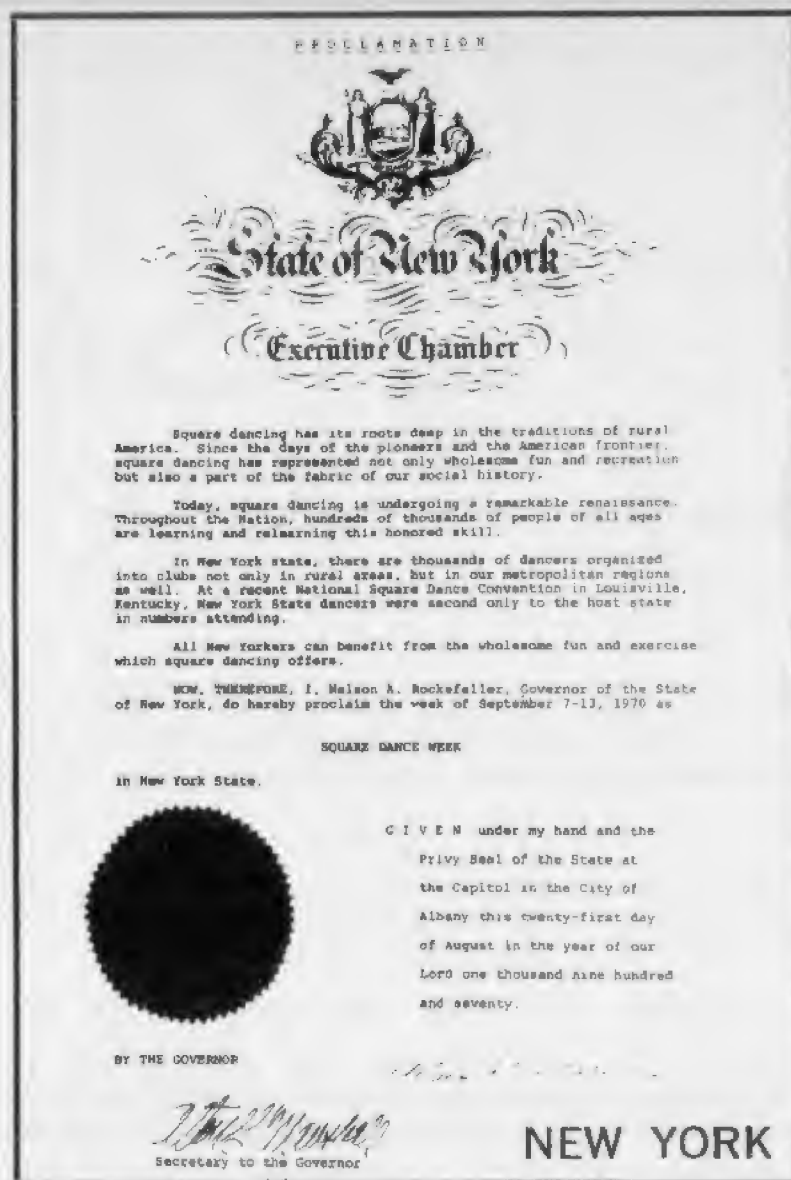 PROCLAMATION
State of New York
Executive Chamber
Square dancing has its roots deep in the traditions of rural
America. Since the days of the pioneers and the American frontier,
square dancing has represented not only wholesome fun and recreation
but also a part of the fabric of our social history.
Today, square dancing is undergoing a remarkable renaissance.
Throughout the Nation, hundreds of thousands of people of all ages
are learning and relearning this honored skill.
In New York state, there are thousands of dancers organized
into clubs not only in rural areas, but in our metropolitan regions
as well. At a recent National Square Dance Convention in Louisville,
Kentucky, New York State dancers were second only to the host state
in numbers attending.
All New Yorkers can benefit from the wholesome fun and exercise
which square dancing offers.
NOW, THEREFORE, I, Nelson A. Rockefeller, Governor of the State
of New York, do hereby proclaim the week of September 7-13, 1970 as
SQUARE DANCE WEEK
in New York State.
G I V E N under my hand and the
Privy Seal of the State at
the Capitol in the City of
Albany this twenty-first day
of August in the year of our
Lord one thousand nine hundred
and seventy.
BY THE GOVERNOR
Secretary to the Governor
NEW YORK